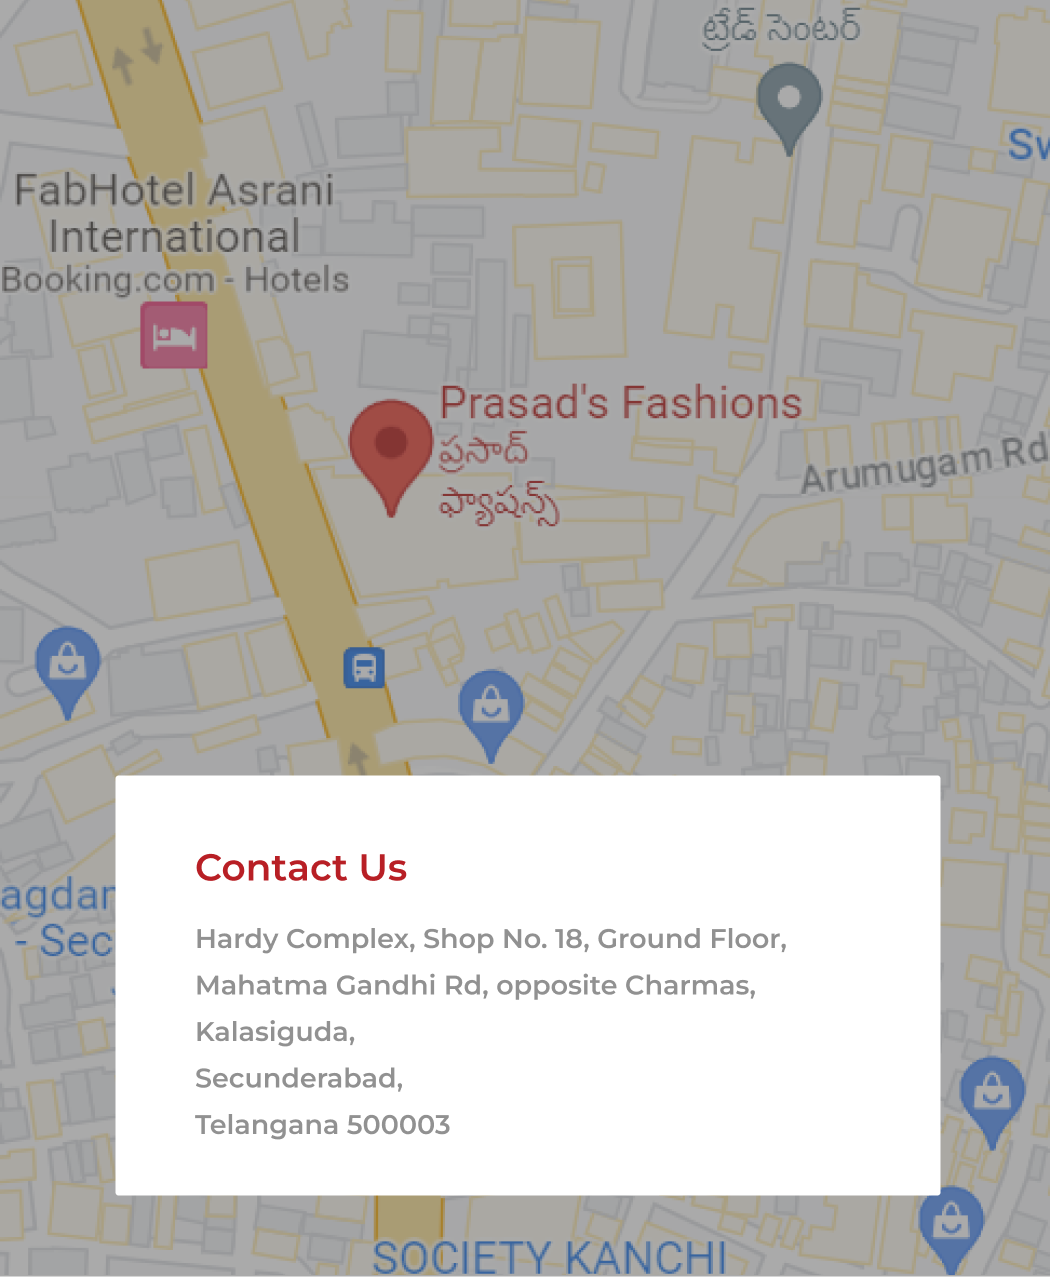 ట్రేడ్ సెంటర్
Sw
FabHotel Asrani
International
Booking.com - Hotels
Prasad's Fashions
ప్రసాద్
ఫ్యాషన్స్
Arumugam Rd
agdar
- Sec
Contact Us
Hardy Complex, Shop No. 18, Ground Floor,
Mahatma Gandhi Rd, opposite Charmas,
Kalasiguda,
Secunderabad,
Telangana 500003
SOCIETY KANCHI